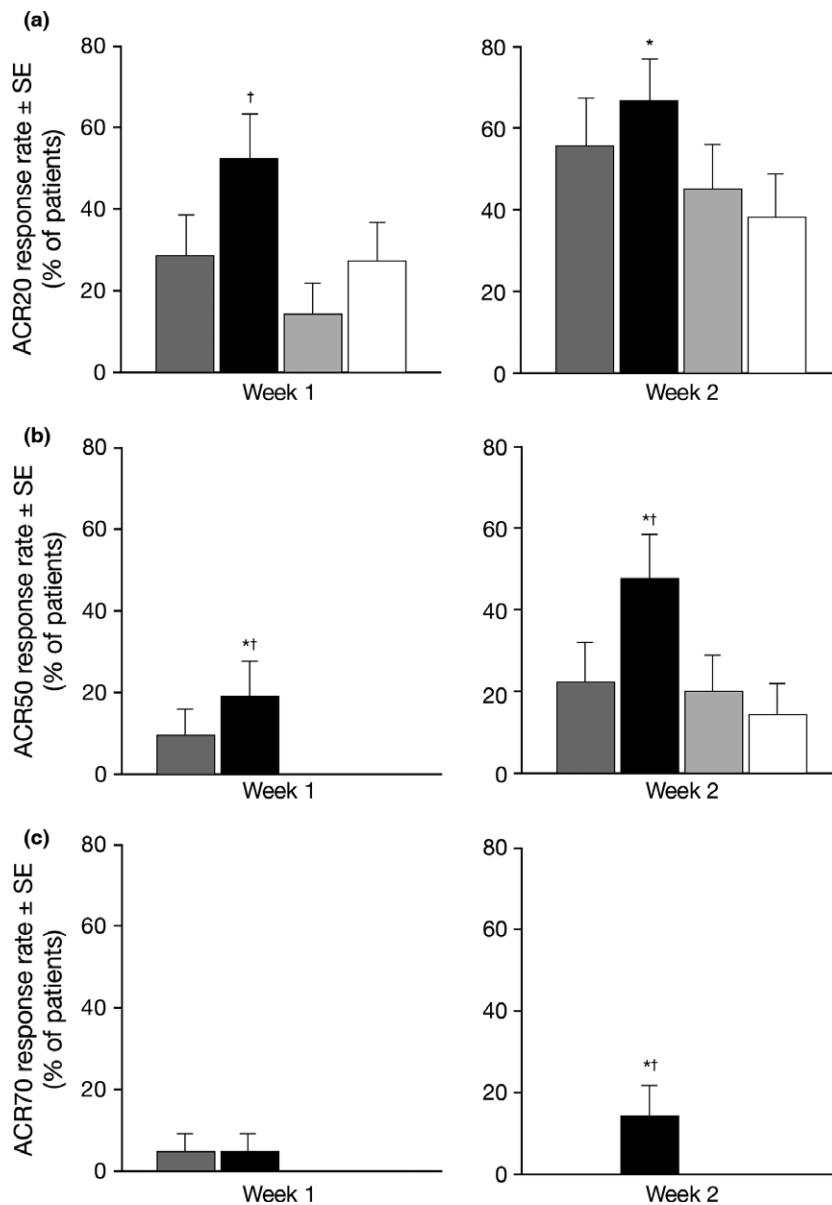 (a)
ACR20 response rate ± SE
(% of patients)
80
60
40
20
0
†
Week 1
80
60
40
20
0
*
Week 2
(b)
ACR50 response rate ± SE
(% of patients)
80
60
40
20
0
*†
Week 1
80
60
40
20
0
*†
Week 2
(c)
ACR70 response rate ± SE
(% of patients)
80
60
40
20
0
Week 1
80
60
40
20
0
*†
Week 2